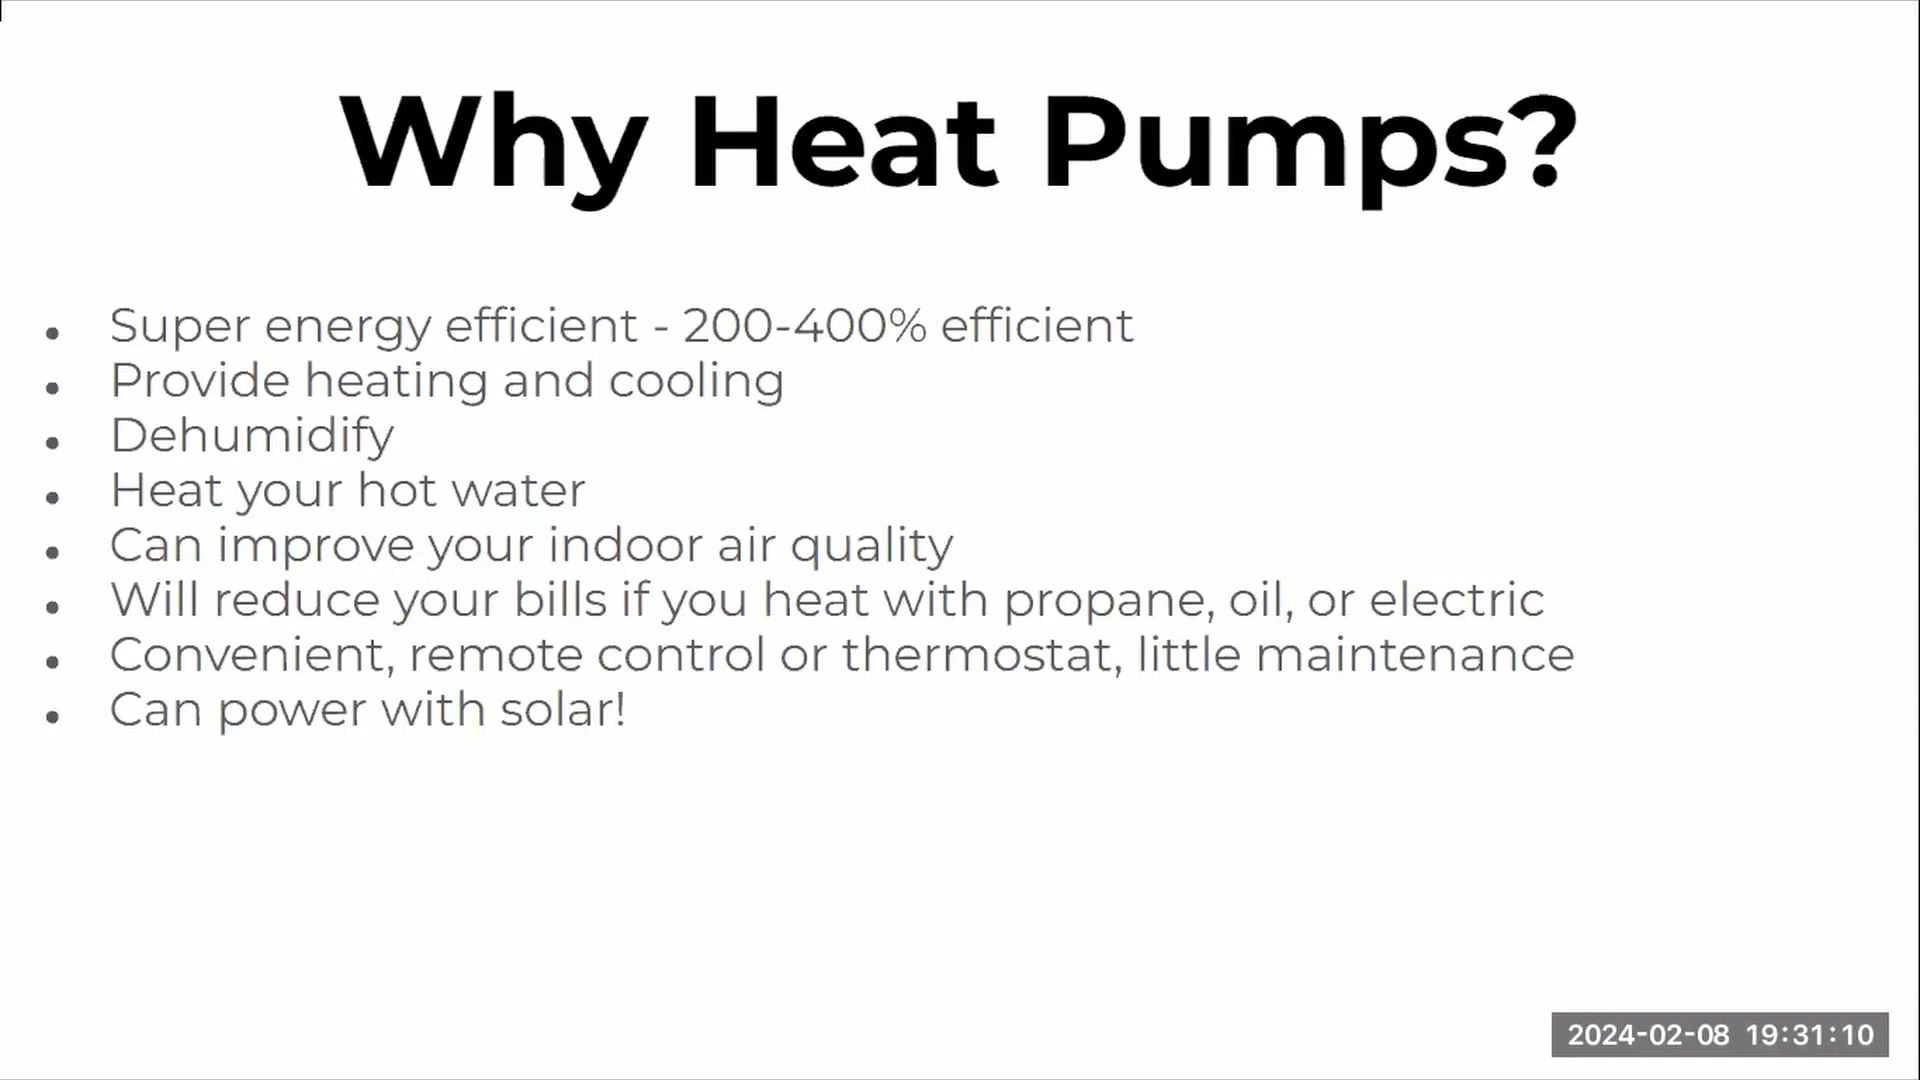 Why Heat Pumps?
• Super energy efficient - 200-400% efficient
• Provide heating and cooling
• Dehumidify
• Heat your hot water
• Can improve your indoor air quality
• Will reduce your bills if you heat with propane, oil, or electric
• Convenient, remote control or thermostat, little maintenance
• Can power with solar!
2024-02-08 19:31:10